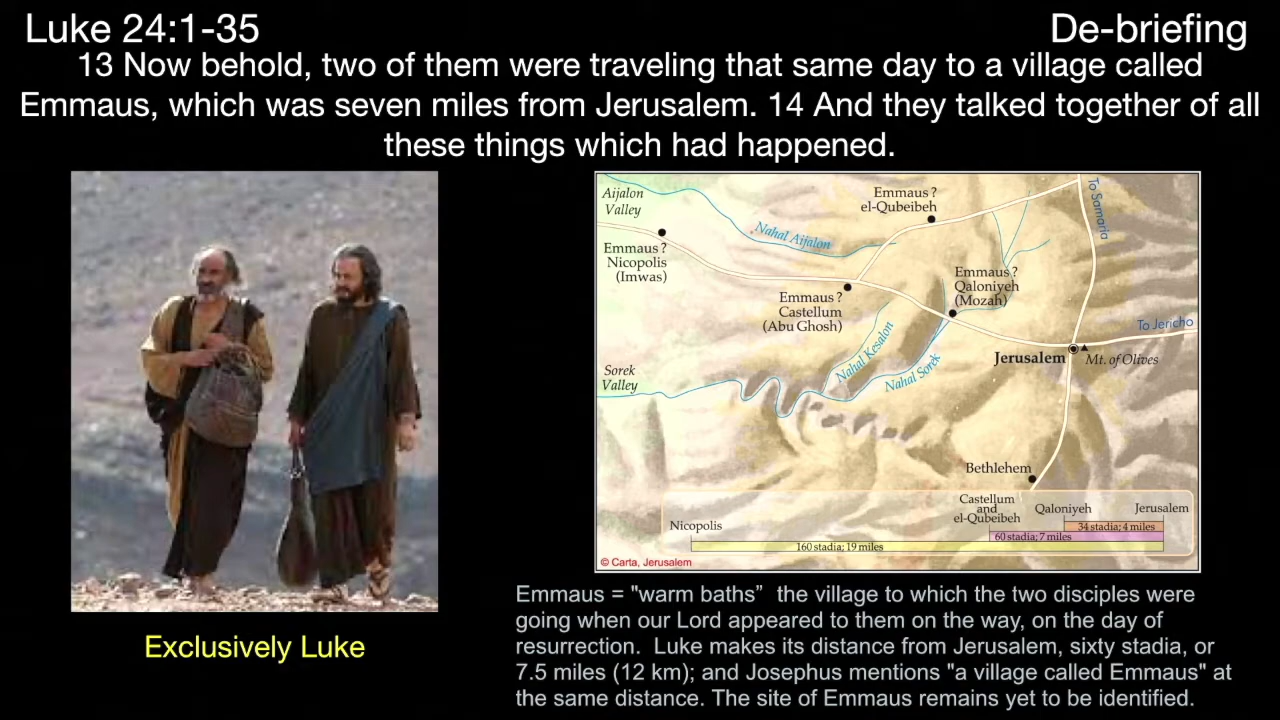 Luke 24:1-35
De-briefing
13 Now behold, two of them were traveling that same day to a village called
Emmaus, which was seven miles from Jerusalem. 14 And they talked together of all
these things which had happened.
Aijalon
Valley
Emmaus ?
el-Qubeibeh
To Samaria
Nahal Aijalon
Emmaus ?
Nicopolis
(Imwas)
Emmaus ?
Qaloniyeh
(Mozah)
Emmaus ?
Castellum
(Abu Ghosh)
To Jericho
Nahal Kesalon
Nahal Sorek
Jerusalem
Mt. of Olives
Sorek
Valley
Bethlehem
Castellum
and
el-Qubeibeh
Qaloniyeh
Jerusalem
Nicopolis
34 stadia; 4 miles
60 stadia; 7 miles
160 stadia; 19 miles
© Carta, Jerusalem
Exclusively Luke
Emmaus = "warm baths”  the village to which the two disciples were
going when our Lord appeared to them on the way, on the day of
resurrection.  Luke makes its distance from Jerusalem, sixty stadia, or
7.5 miles (12 km); and Josephus mentions "a village called Emmaus" at
the same distance. The site of Emmaus remains yet to be identified.